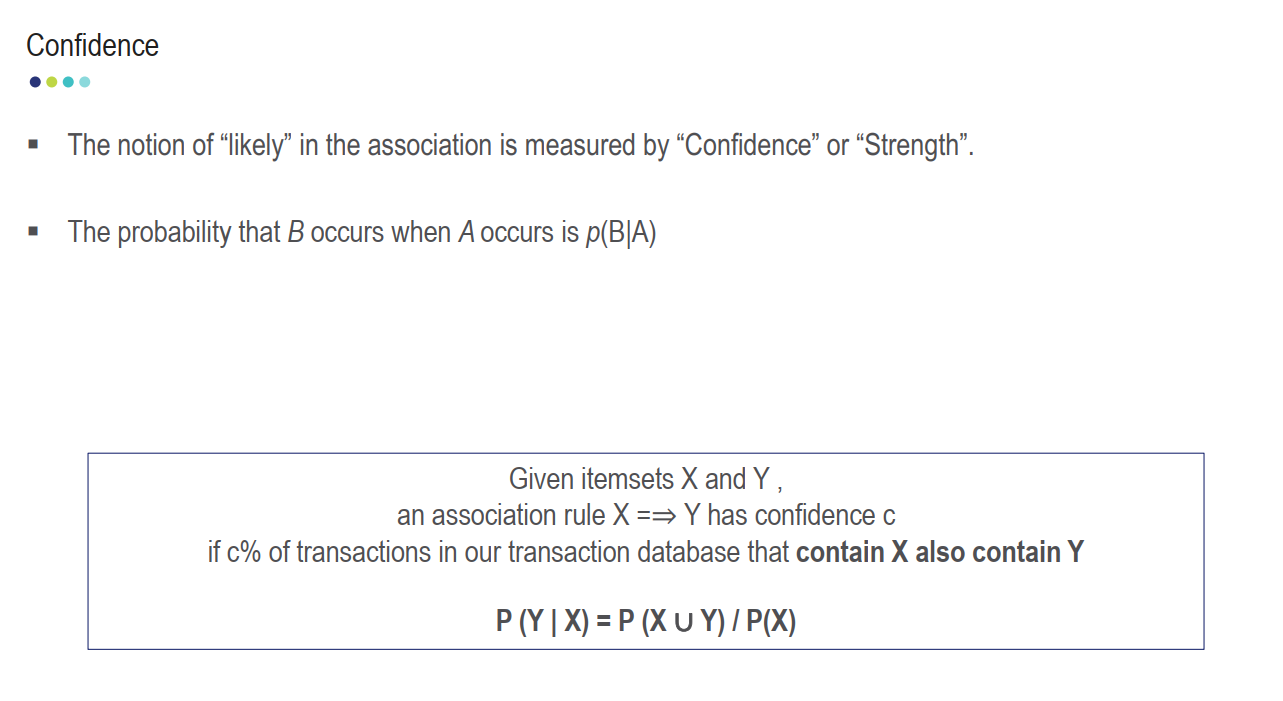 Confidence
▪ The notion of “likely” in the association is measured by “Confidence” or “Strength”.
▪ The probability that B occurs when A occurs is p(B|A)
Given itemsets X and Y ,
an association rule X =⇒ Y has confidence c
if c% of transactions in our transaction database that contain X also contain Y
P (Y | X) = P (X ∪ Y) / P(X)